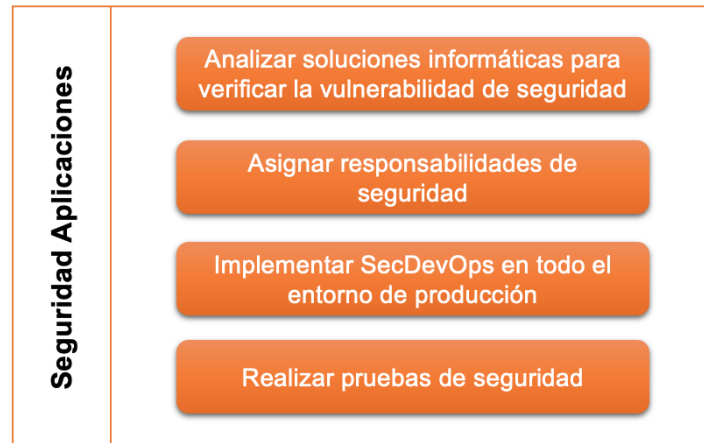 Seguridad Aplicaciones
Analizar soluciones informáticas para
verificar la vulnerabilidad de seguridad
Asignar responsabilidades de
seguridad
Implementar SecDevOps en todo el
entorno de producción
Realizar pruebas de seguridad